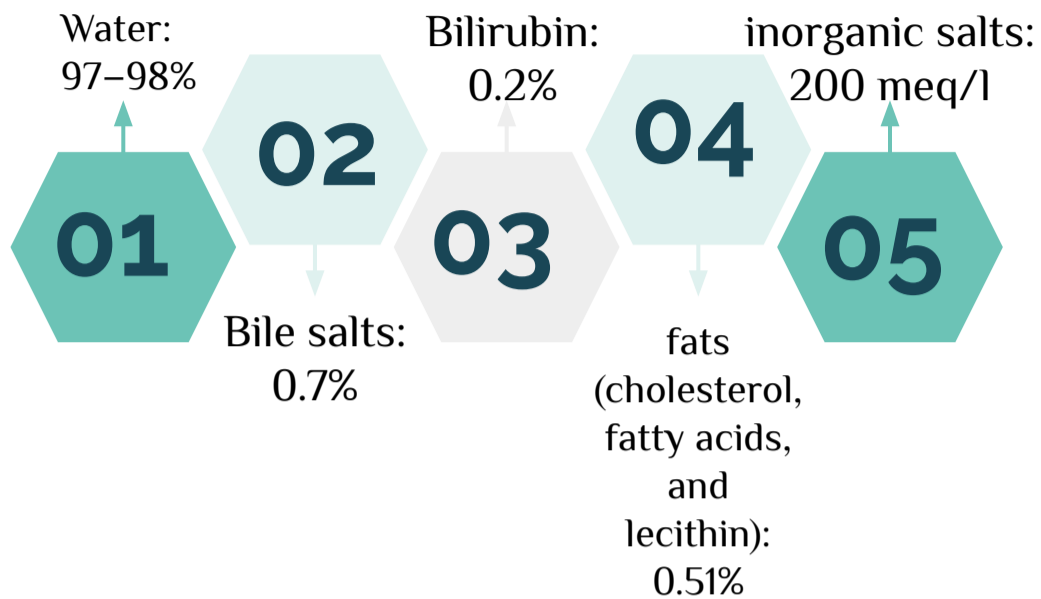 Water:
97–98%
01
02
Bile salts:
0.7%
Bilirubin:
0.2%
03
04
fats
(cholesterol,
fatty acids,
and
lecithin):
0.51%
inorganic salts:
200 meq/l
05